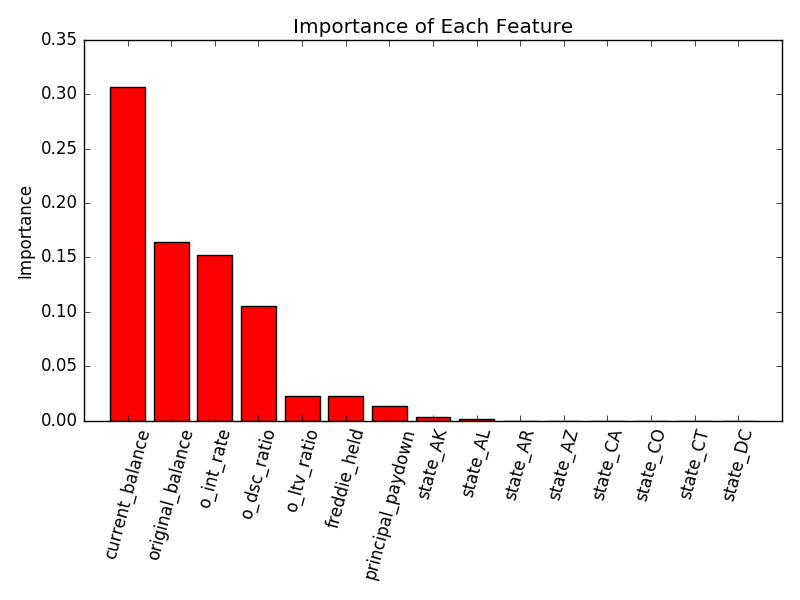 Importance of Each Feature
0.35
0.30
0.25
0.20
0.15
0.10
0.05
0.00
Importance
current_balance
original_balance
o_int_rate
o_dsc_ratio
o_ltv_ratio
freddie_held
principal_paydown
state_AK
state_AL
state_AR
state_AZ
state_CA
state_CO
state_CT
state_DC